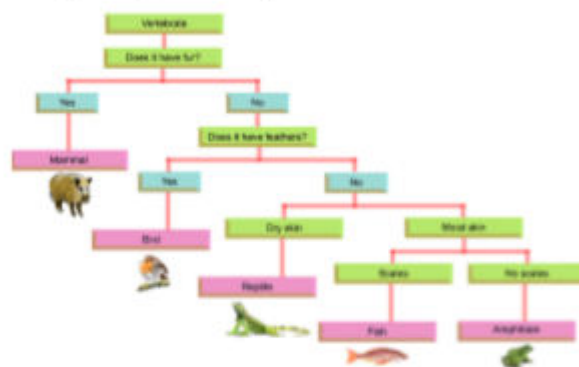 Vertebrate
Does it have fur?
Yes
No
Does it have feathers?
Mammal
Yes
No
Dry skin
Moist skin
Bird
Scales
No scales
Reptile
Fish
Amphibian